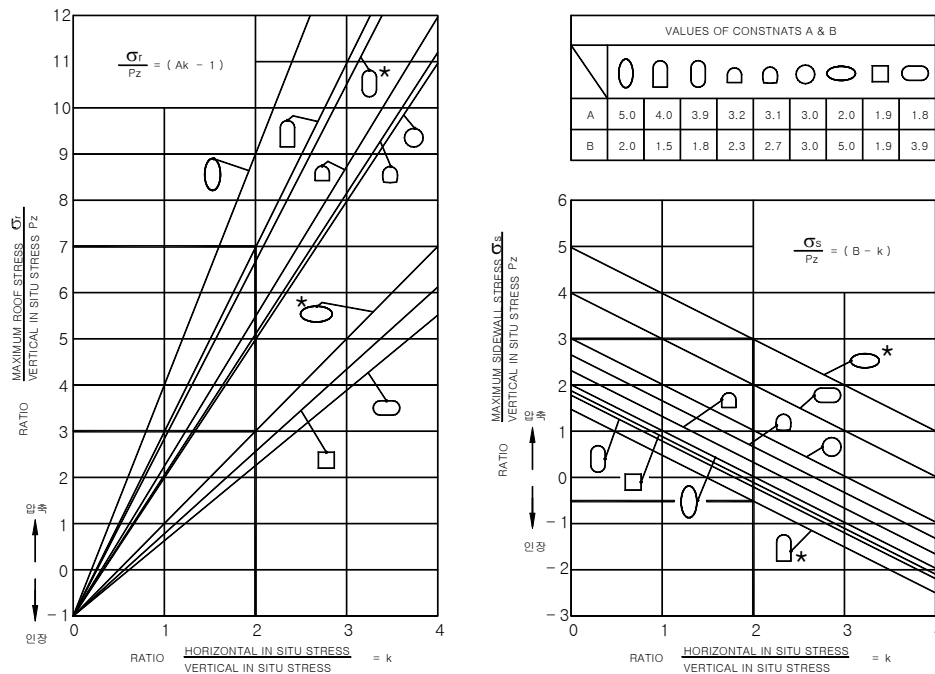 12
11
10
9
8
7
6
5
4
3
2
1
0
-1
σr / Pz = ( Ak - 1 )
*
*
MAXIMUM ROOF STRESS σr
VERTICAL IN SITU STRESS Pz
RATIO
압축
인장
0 1 2 3 4
RATIO HORIZONTAL IN SITU STRESS / VERTICAL IN SITU STRESS = k
VALUES OF CONSTNATS A & B
A 5.0 4.0 3.9 3.2 3.1 3.0 2.0 1.9 1.8
B 2.0 1.5 1.8 2.3 2.7 3.0 5.0 1.9 3.9
6
5
4
3
2
1
0
-1
-2
-3
σs / Pz = ( B - k )
*
*
MAXIMUM SIDEWALL STRESS σs
VERTICAL IN SITU STRESS Pz
RATIO
압축
인장
0 1 2 3
RATIO HORIZONTAL IN SITU STRESS / VERTICAL IN SITU STRESS = k